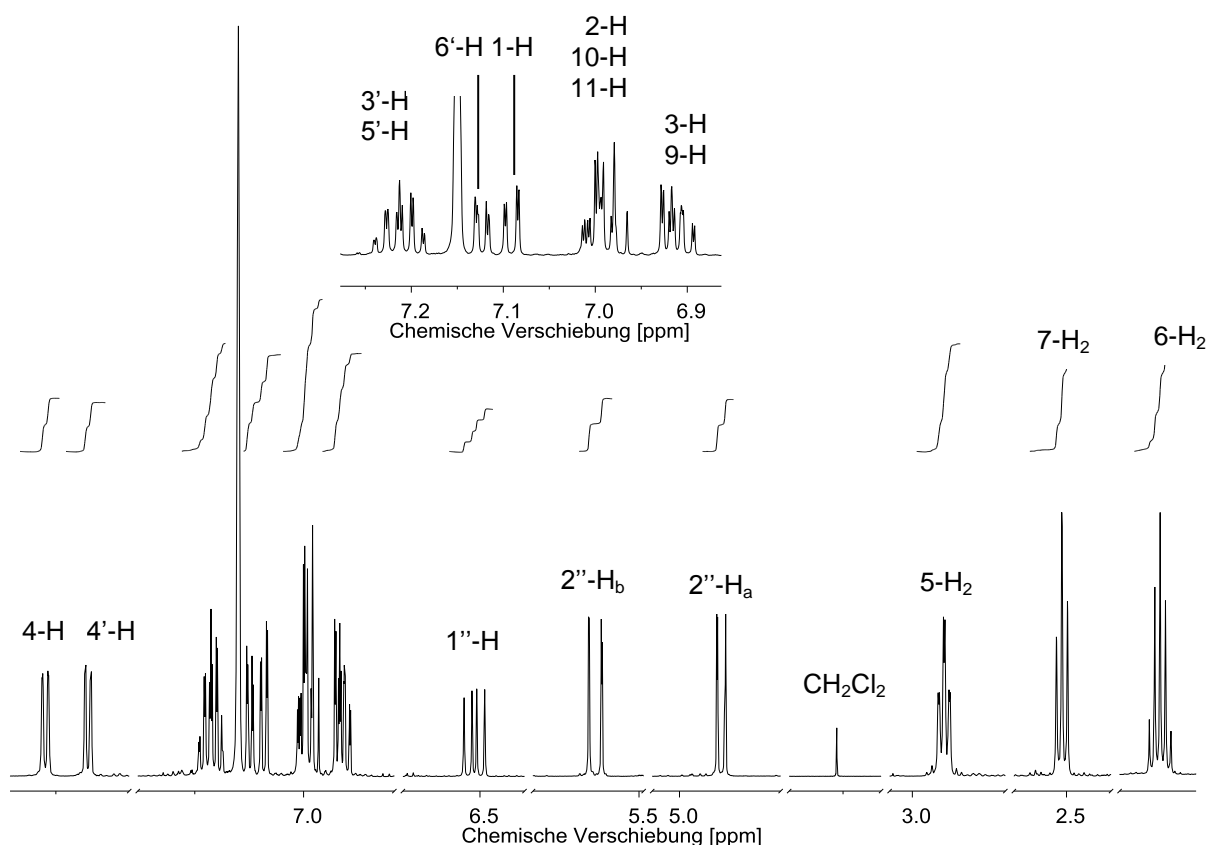 2-H
6‘-H 1-H
10-H
11-H
3’-H
5’-H
3-H
9-H
7.2 7.1 7.0 6.9
Chemische Verschiebung [ppm]
7-H₂
6-H₂
4-H
4’-H
1’’-H
2’’-Hb
2’’-Ha
CH₂Cl₂
5-H₂
7.0 6.5 5.5 5.0 3.0 2.5
Chemische Verschiebung [ppm]